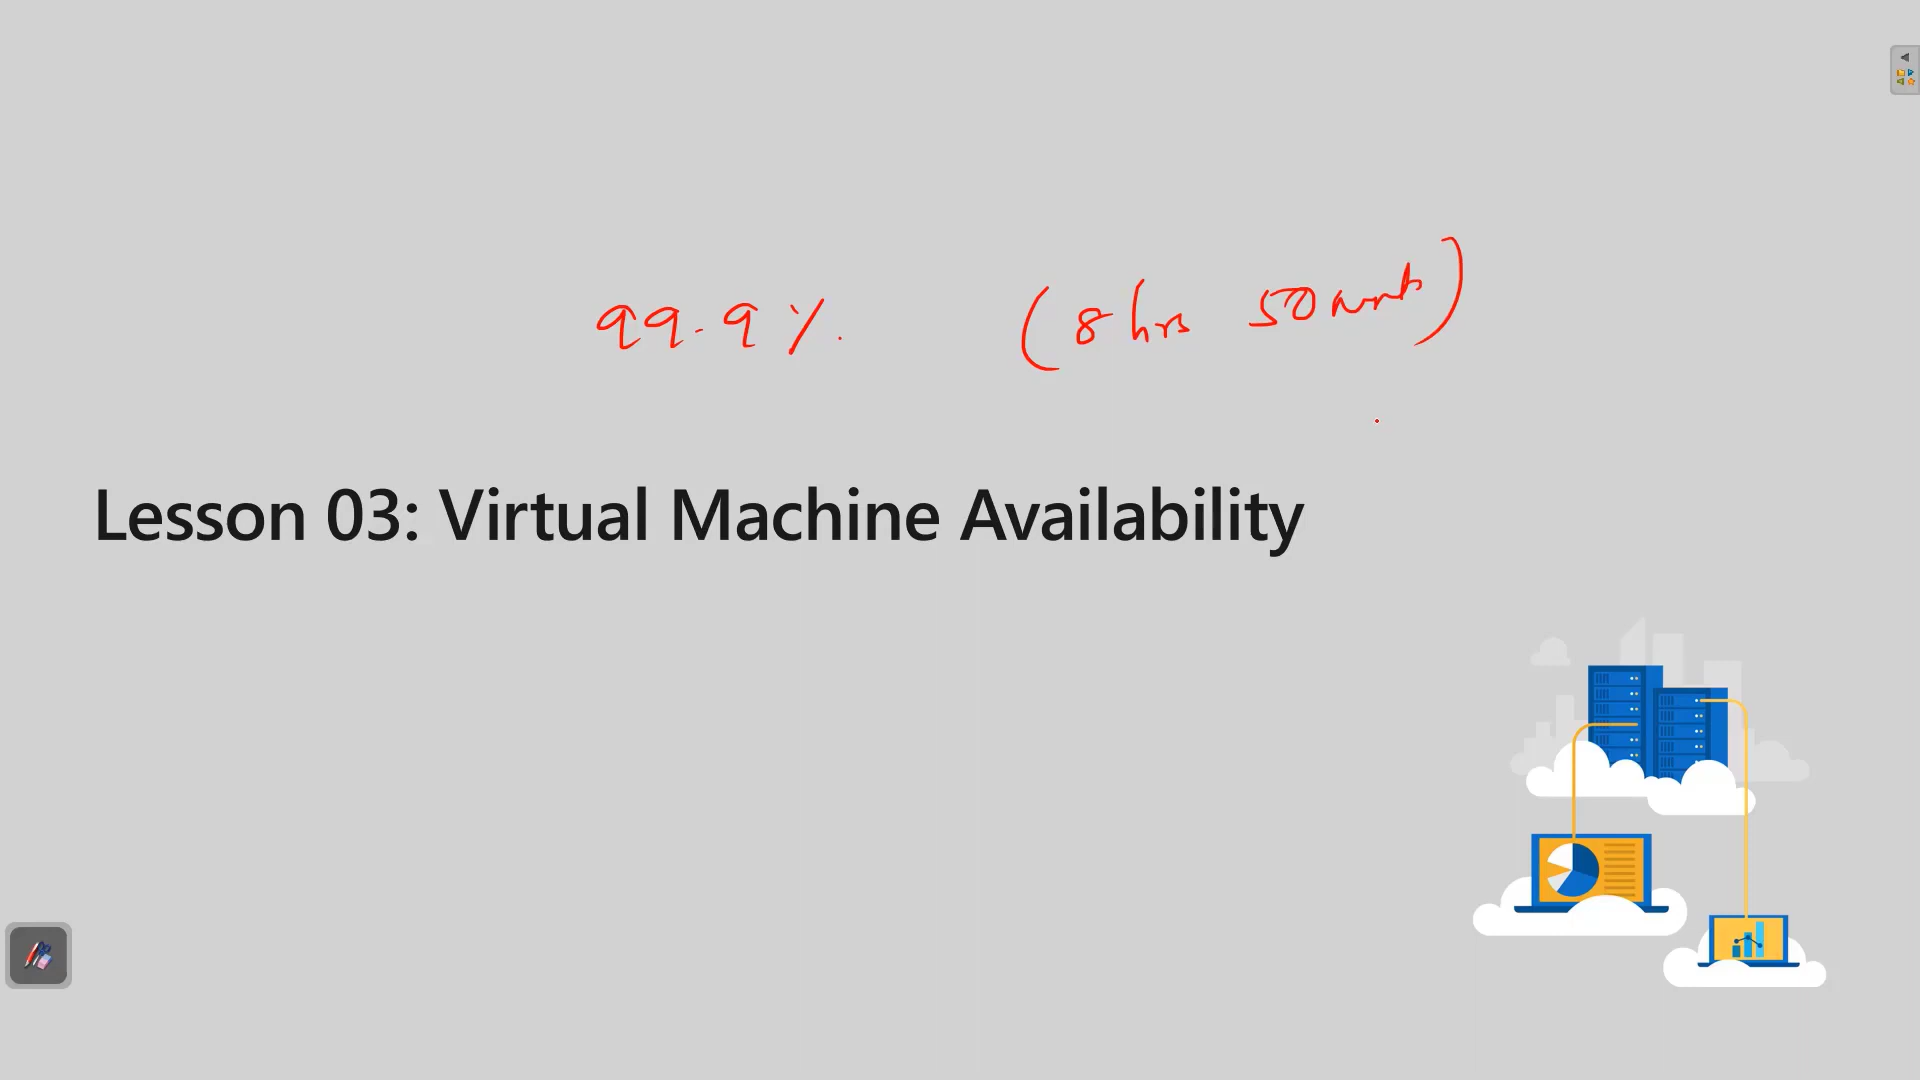 99.9%. (8 hrs 50 mnts)
Lesson 03: Virtual Machine Availability